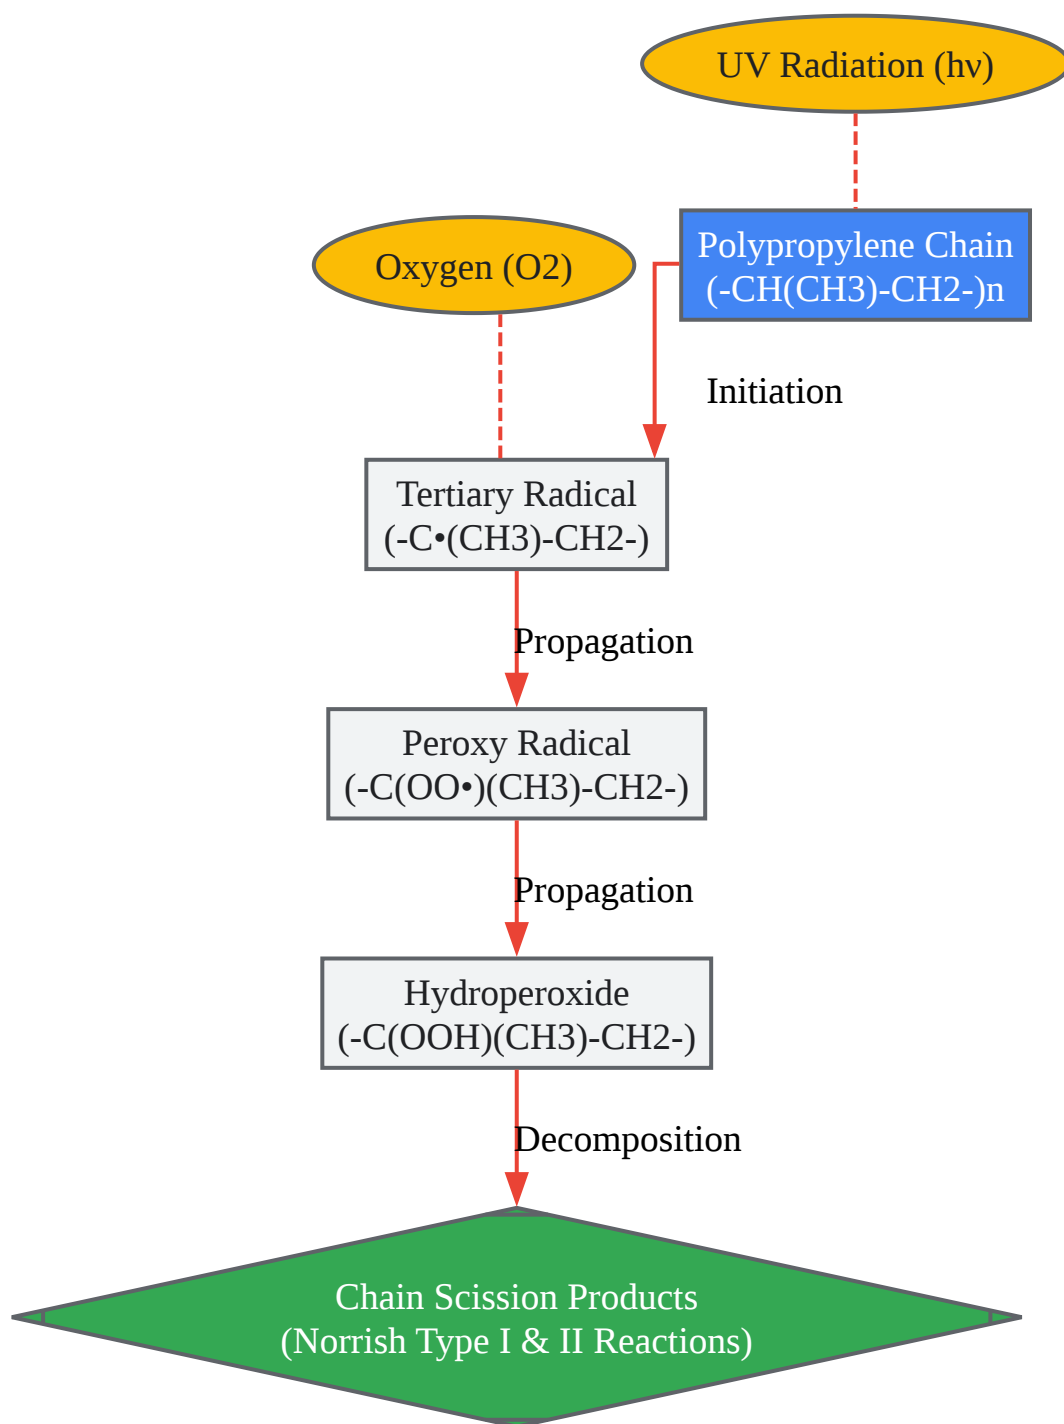 UV Radiation (hν)
Polypropylene Chain
(-CH(CH3)-CH2-)n
Oxygen (O2)
Initiation
Tertiary Radical
(-C•(CH3)-CH2-)
Propagation
Peroxy Radical
(-C(OO•)(CH3)-CH2-)
Propagation
Hydroperoxide
(-C(OOH)(CH3)-CH2-)
Decomposition
Chain Scission Products
(Norrish Type I & II Reactions)